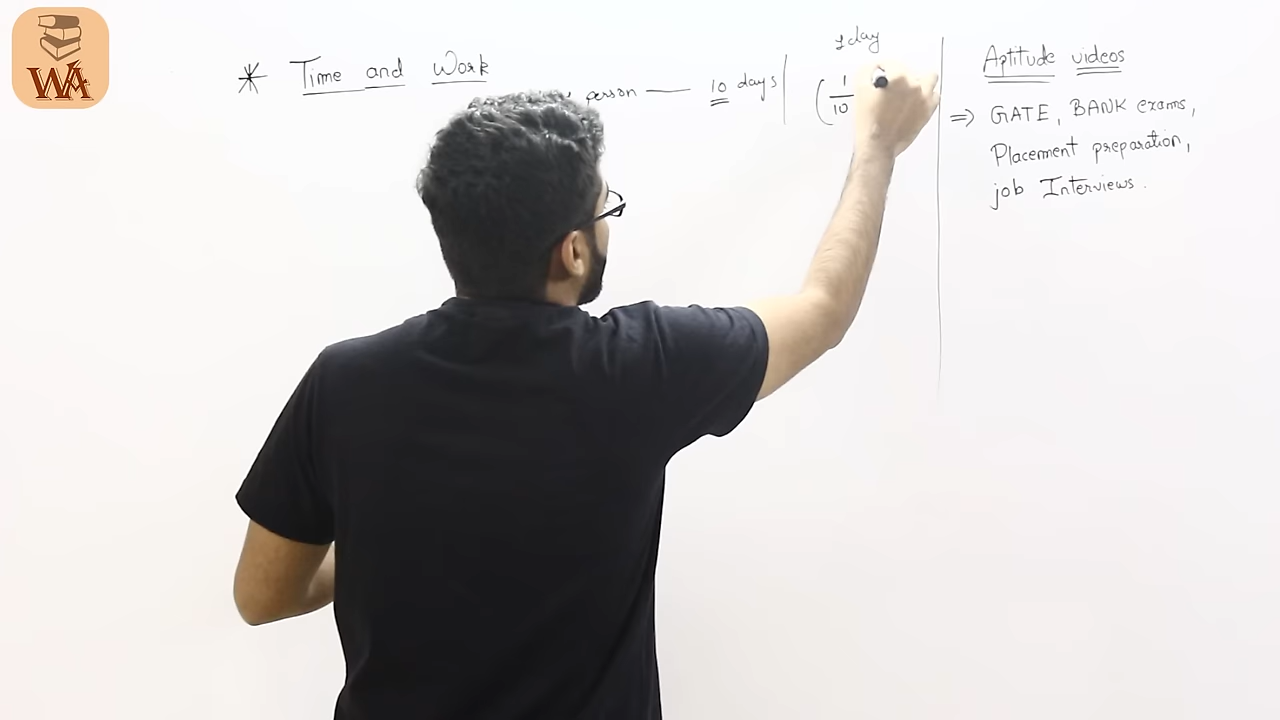 WA
* Time and Work
person — 10 days
1 day
( 1/10
Aptitude videos
⇒ GATE, BANK exams,
Placement preparation,
job Interviews.